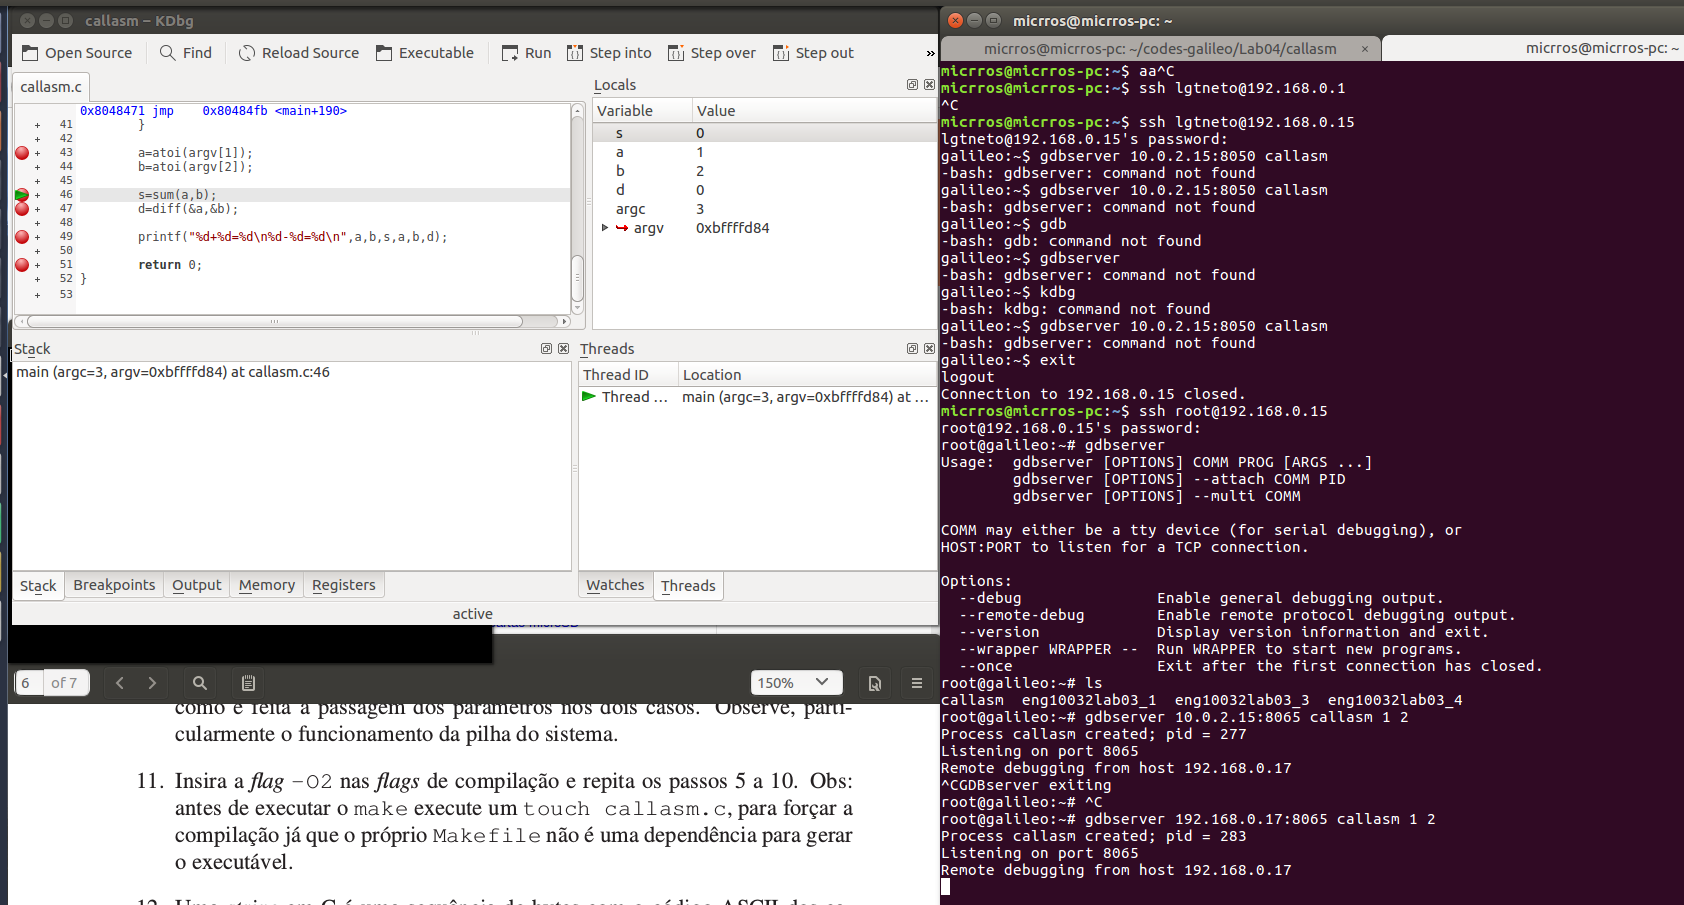 callasm – KDbg
Open Source Find Reload Source Executable Run Step into Step over Step out »
callasm.c
0x8048471 jmp 0x80484fb <main+190>
+ 41 }
+ 42
+ 43 a=atoi(argv[1]);
+ 44 b=atoi(argv[2]);
+ 45
+ 46 s=sum(a,b);
+ 47 d=diff(&a,&b);
+ 48
+ 49 printf("%d+%d=%d\n%d-%d=%d\n",a,b,s,a,b,d);
+ 50
+ 51 return 0;
+ 52 }
+ 53
Locals
Variable Value
s 0
a 1
b 2
d 0
argc 3
argv 0xbffffd84
Stack
main (argc=3, argv=0xbffffd84) at callasm.c:46
Threads
Thread ID Location
Thread ... main (argc=3, argv=0xbffffd84) at ...
Stack Breakpoints Output Memory Registers
Watches Threads
active
6 of 7 150%
como é feita a passagem dos parâmetros nos dois casos. Observe, parti-
cularmente o funcionamento da pilha do sistema.
11. Insira a flag -O2 nas flags de compilação e repita os passos 5 a 10. Obs:
antes de executar o make execute um touch callasm.c, para forçar a
compilação já que o próprio Makefile não é uma dependência para gerar
o executável.
12. Uma string em C é uma sequência de bytes com o código ASCII dos ca-
micrros@micrros-pc: ~
micrros@micrros-pc: ~/codes-galileo/Lab04/callasm × micrros@micrros-pc: ~
micrros@micrros-pc:~$ aa^C
micrros@micrros-pc:~$ ssh lgtneto@192.168.0.1
^C
micrros@micrros-pc:~$ ssh lgtneto@192.168.0.15
lgtneto@192.168.0.15's password:
galileo:~$ gdbserver 10.0.2.15:8050 callasm
-bash: gdbserver: command not found
galileo:~$ gdbserver 10.0.2.15:8050 callasm
-bash: gdbserver: command not found
galileo:~$ gdb
-bash: gdb: command not found
galileo:~$ gdbserver
-bash: gdbserver: command not found
galileo:~$ kdbg
-bash: kdbg: command not found
galileo:~$ gdbserver 10.0.2.15:8050 callasm
-bash: gdbserver: command not found
galileo:~$ exit
logout
Connection to 192.168.0.15 closed.
micrros@micrros-pc:~$ ssh root@192.168.0.15
root@192.168.0.15's password:
root@galileo:~# gdbserver
Usage: gdbserver [OPTIONS] COMM PROG [ARGS ...]
gdbserver [OPTIONS] --attach COMM PID
gdbserver [OPTIONS] --multi COMM
COMM may either be a tty device (for serial debugging), or
HOST:PORT to listen for a TCP connection.
Options:
--debug Enable general debugging output.
--remote-debug Enable remote protocol debugging output.
--version Display version information and exit.
--wrapper WRAPPER -- Run WRAPPER to start new programs.
--once Exit after the first connection has closed.
root@galileo:~# ls
callasm eng10032lab03_1 eng10032lab03_3 eng10032lab03_4
root@galileo:~# gdbserver 10.0.2.15:8065 callasm 1 2
Process callasm created; pid = 277
Listening on port 8065
Remote debugging from host 192.168.0.17
^CGDBserver exiting
root@galileo:~# ^C
root@galileo:~# gdbserver 192.168.0.17:8065 callasm 1 2
Process callasm created; pid = 283
Listening on port 8065
Remote debugging from host 192.168.0.17